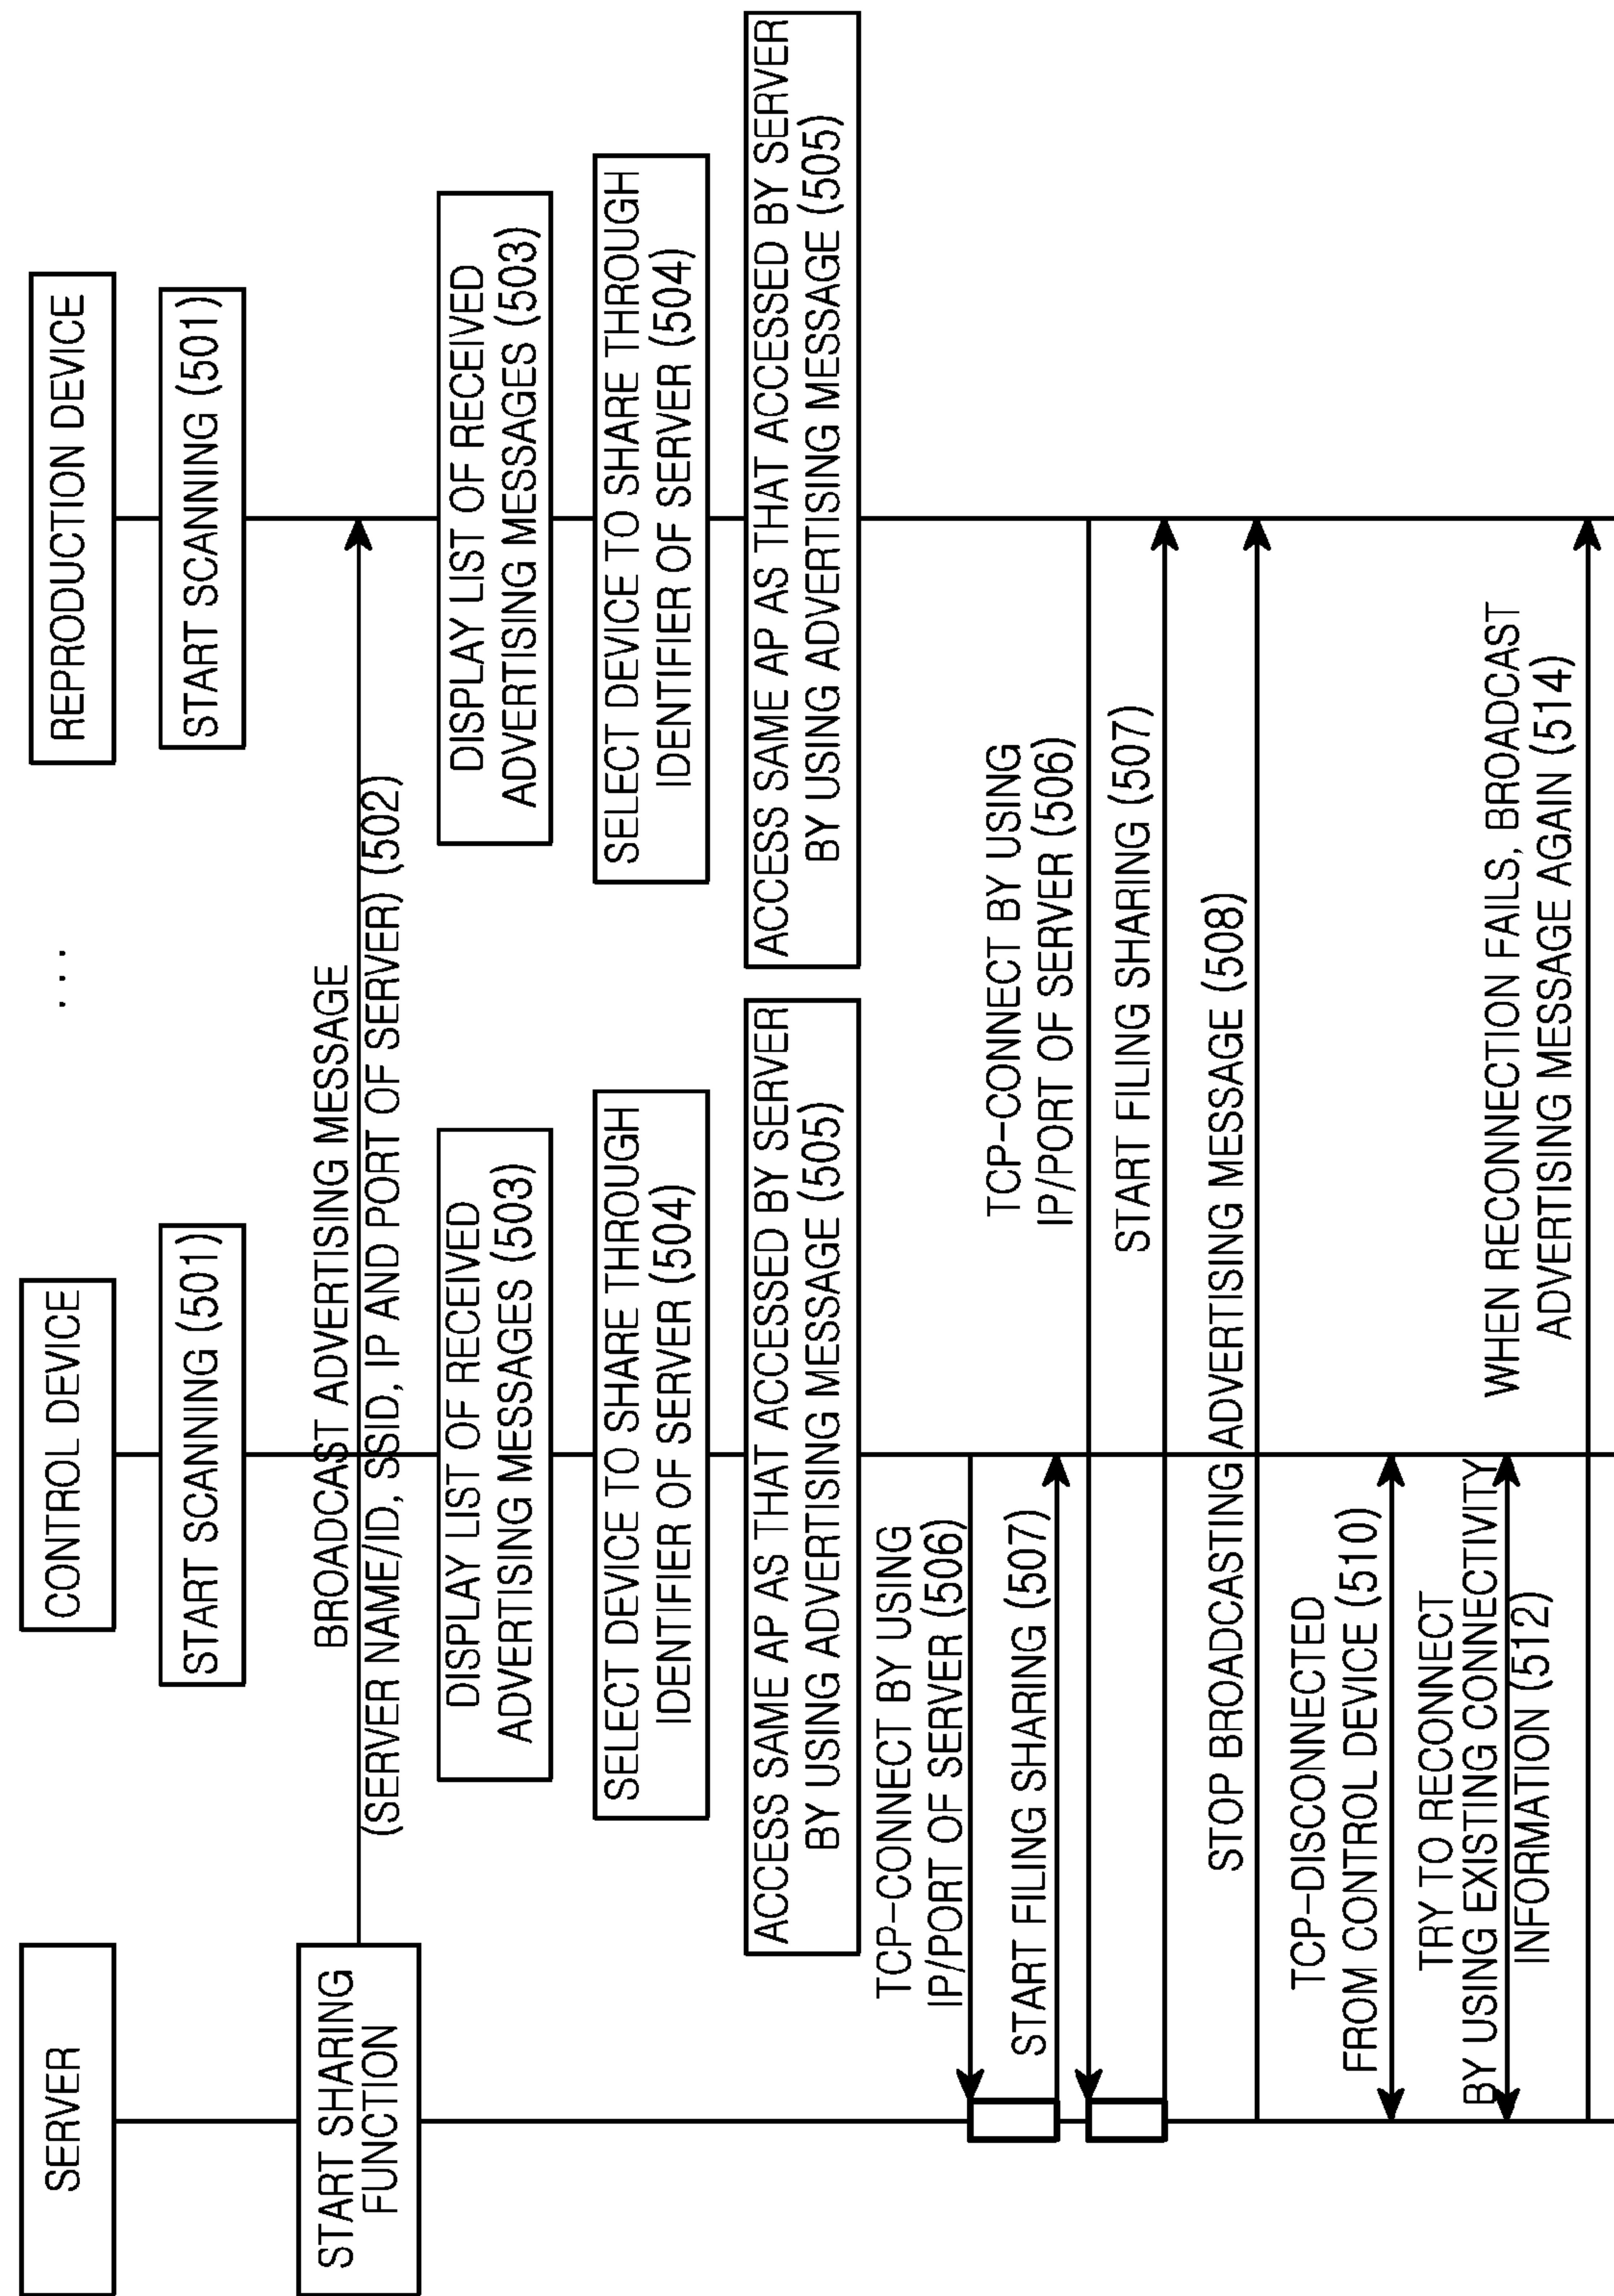 SERVER
CONTROL DEVICE
. . .
REPRODUCTION DEVICE
START SCANNING (501)
START SCANNING (501)
START SHARING
FUNCTION
BROADCAST ADVERTISING MESSAGE
(SERVER NAME/ID, SSID, IP AND PORT OF SERVER) (502)
DISPLAY LIST OF RECEIVED
ADVERTISING MESSAGES (503)
DISPLAY LIST OF RECEIVED
ADVERTISING MESSAGES (503)
SELECT DEVICE TO SHARE THROUGH
IDENTIFIER OF SERVER (504)
SELECT DEVICE TO SHARE THROUGH
IDENTIFIER OF SERVER (504)
ACCESS SAME AP AS THAT ACCESSED BY SERVER
BY USING ADVERTISING MESSAGE (505)
ACCESS SAME AP AS THAT ACCESSED BY SERVER
BY USING ADVERTISING MESSAGE (505)
TCP-CONNECT BY USING
IP/PORT OF SERVER (506)
START FILING SHARING (507)
TCP-CONNECT BY USING
IP/PORT OF SERVER (506)
START FILING SHARING (507)
STOP BROADCASTING ADVERTISING MESSAGE (508)
TCP-DISCONNECTED
FROM CONTROL DEVICE (510)
TRY TO RECONNECT
BY USING EXISTING CONNECTIVITY
INFORMATION (512)
WHEN RECONNECTION FAILS, BROADCAST
ADVERTISING MESSAGE AGAIN (514)